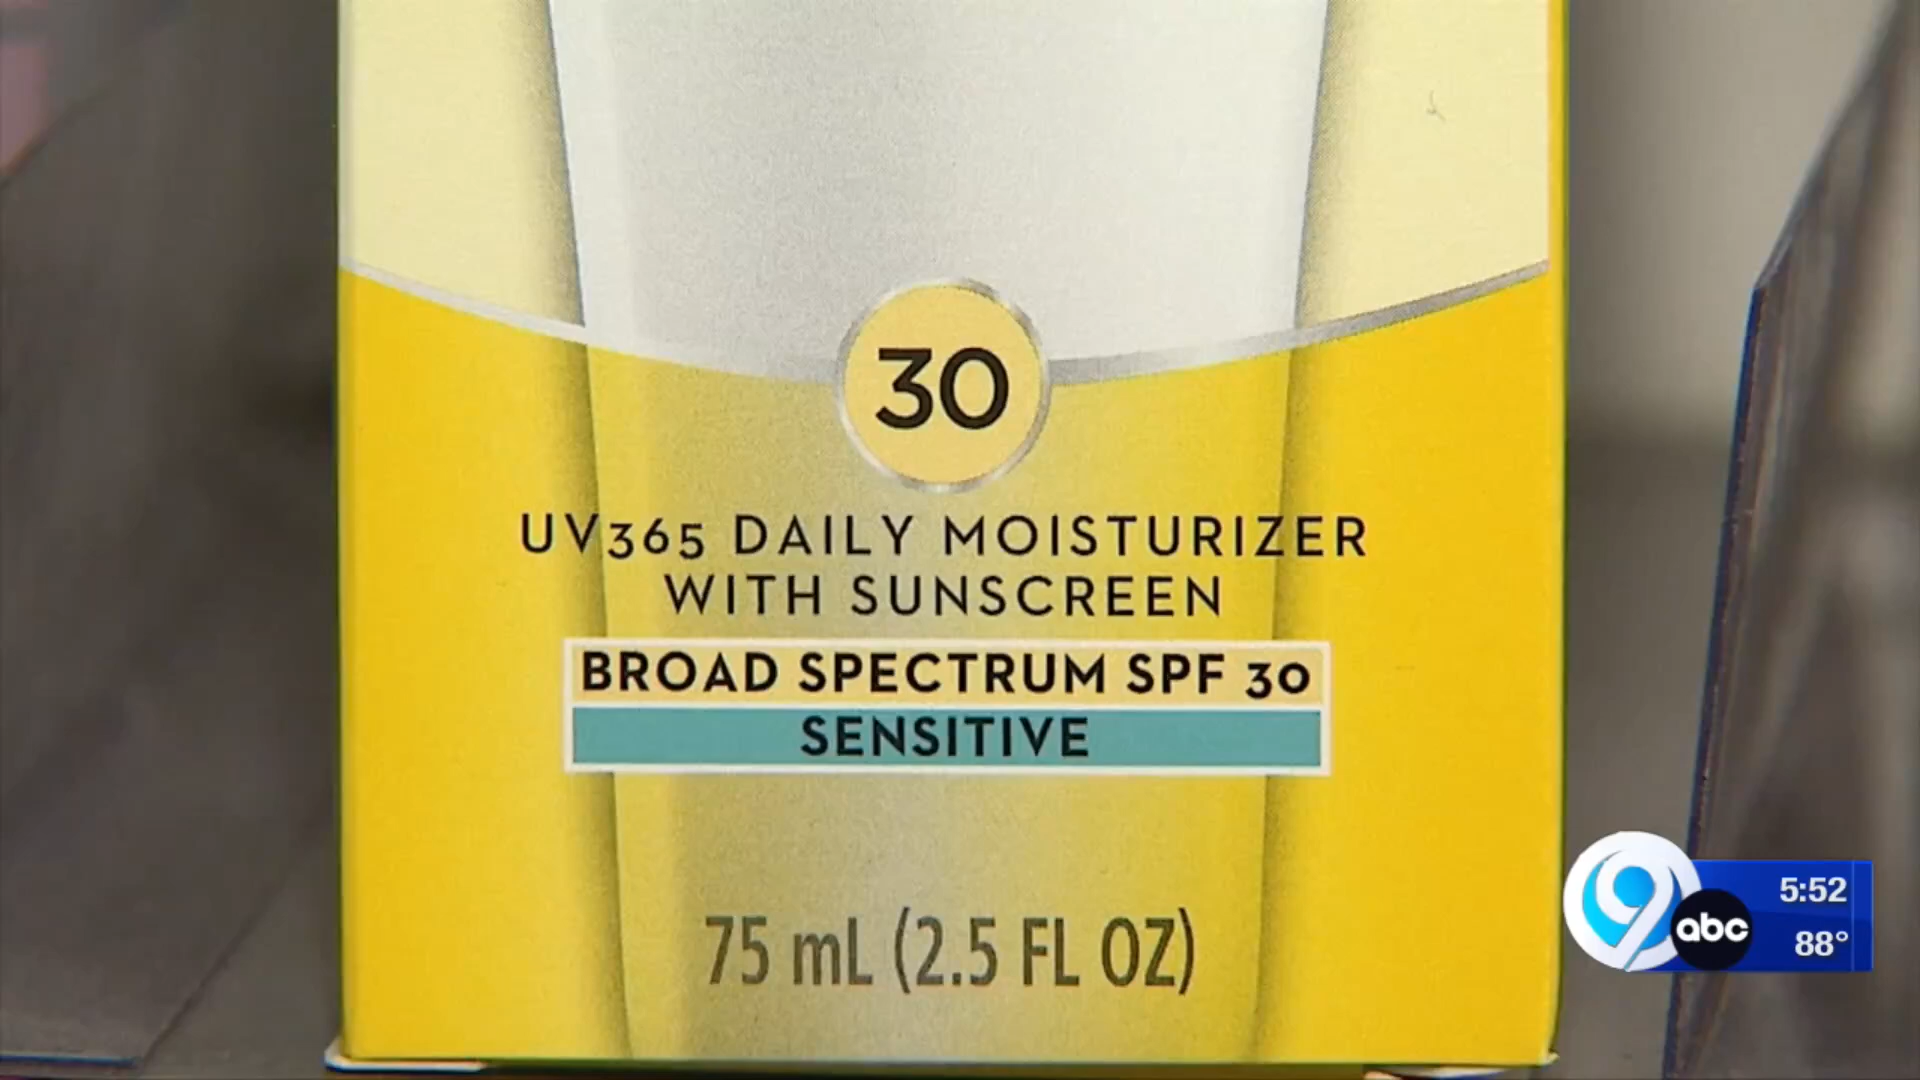 30
UV365 DAILY MOISTURIZER
WITH SUNSCREEN
BROAD SPECTRUM SPF 30
SENSITIVE
75 mL (2.5 FL OZ)
9 abc
5:52
88°